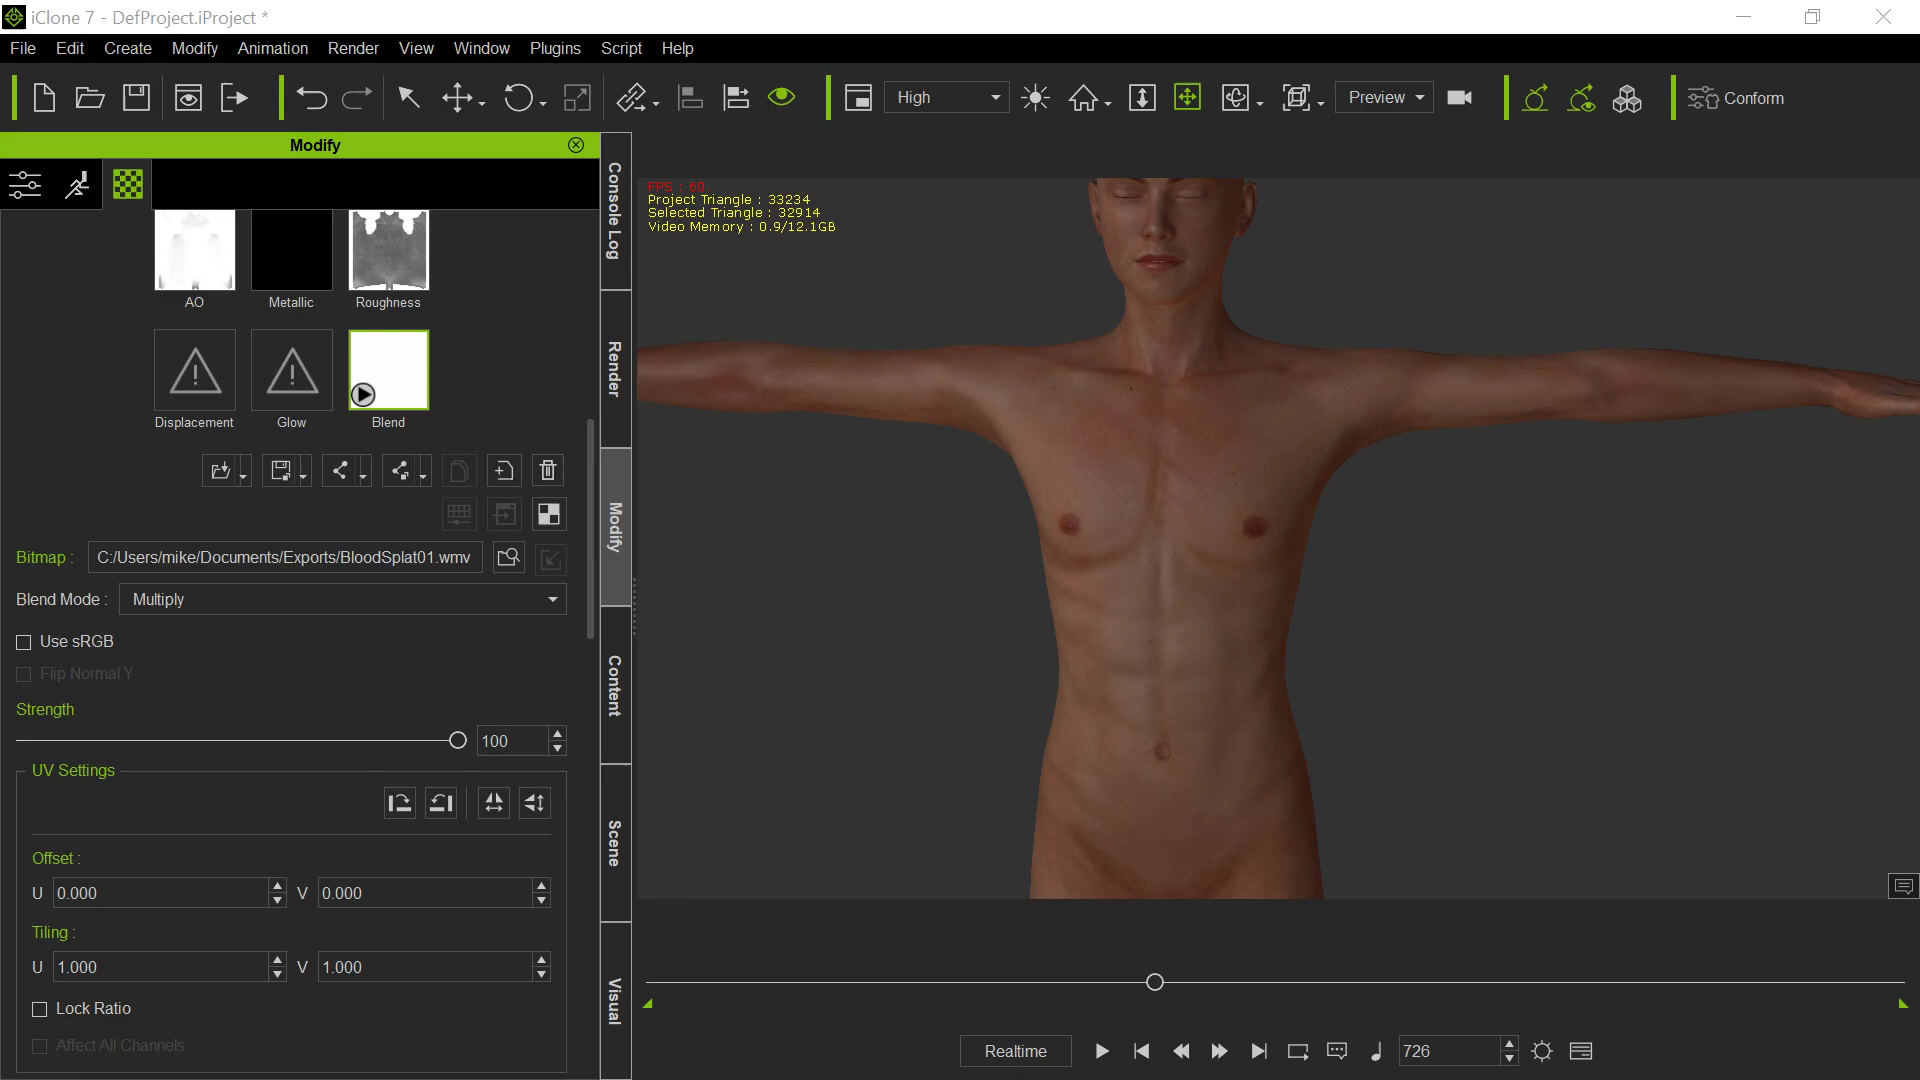 iClone 7 - DefProject.iProject *
File Edit Create Modify Animation Render View Window Plugins Script Help
High
Preview
Conform
Modify
Console Log
Render
Modify
Content
Scene
Visual
AO
Metallic
Roughness
Displacement
Glow
Blend
Bitmap :
C:/Users/mike/Documents/Exports/BloodSplat01.wmv
Blend Mode :
Multiply
Use sRGB
Flip Normal Y
Strength
100
UV Settings
Offset :
U 0.000 V 0.000
Tiling :
U 1.000 V 1.000
Lock Ratio
Affect All Channels
FPS : 60.
Project Triangle : 33234
Selected Triangle : 32914
Video Memory : 0.9/12.1GB
Realtime
726